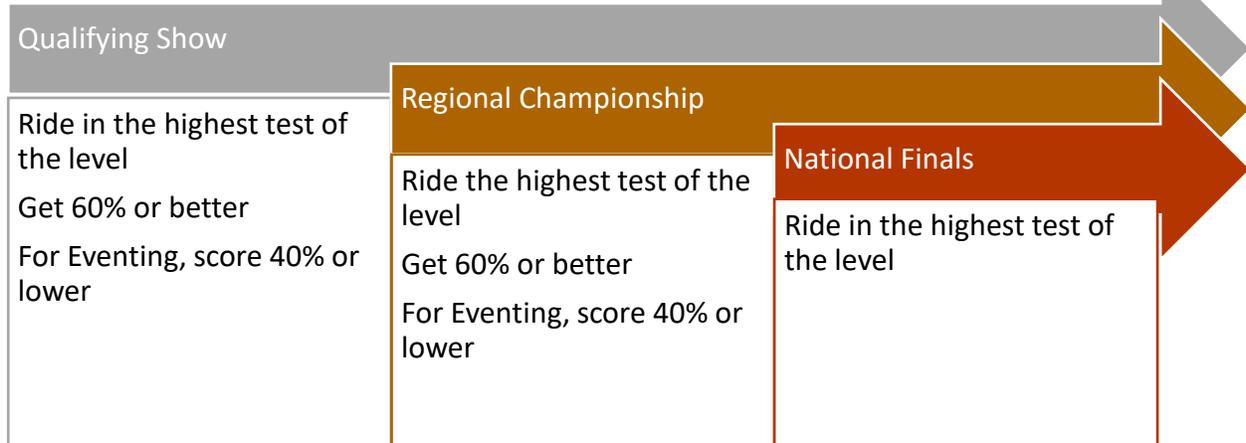 Qualifying Show
Ride in the highest test of
the level
Get 60% or better
For Eventing, score 40% or
lower
Regional Championship
Ride the highest test of the
level
Get 60% or better
For Eventing, score 40% or
lower
National Finals
Ride in the highest test of
the level